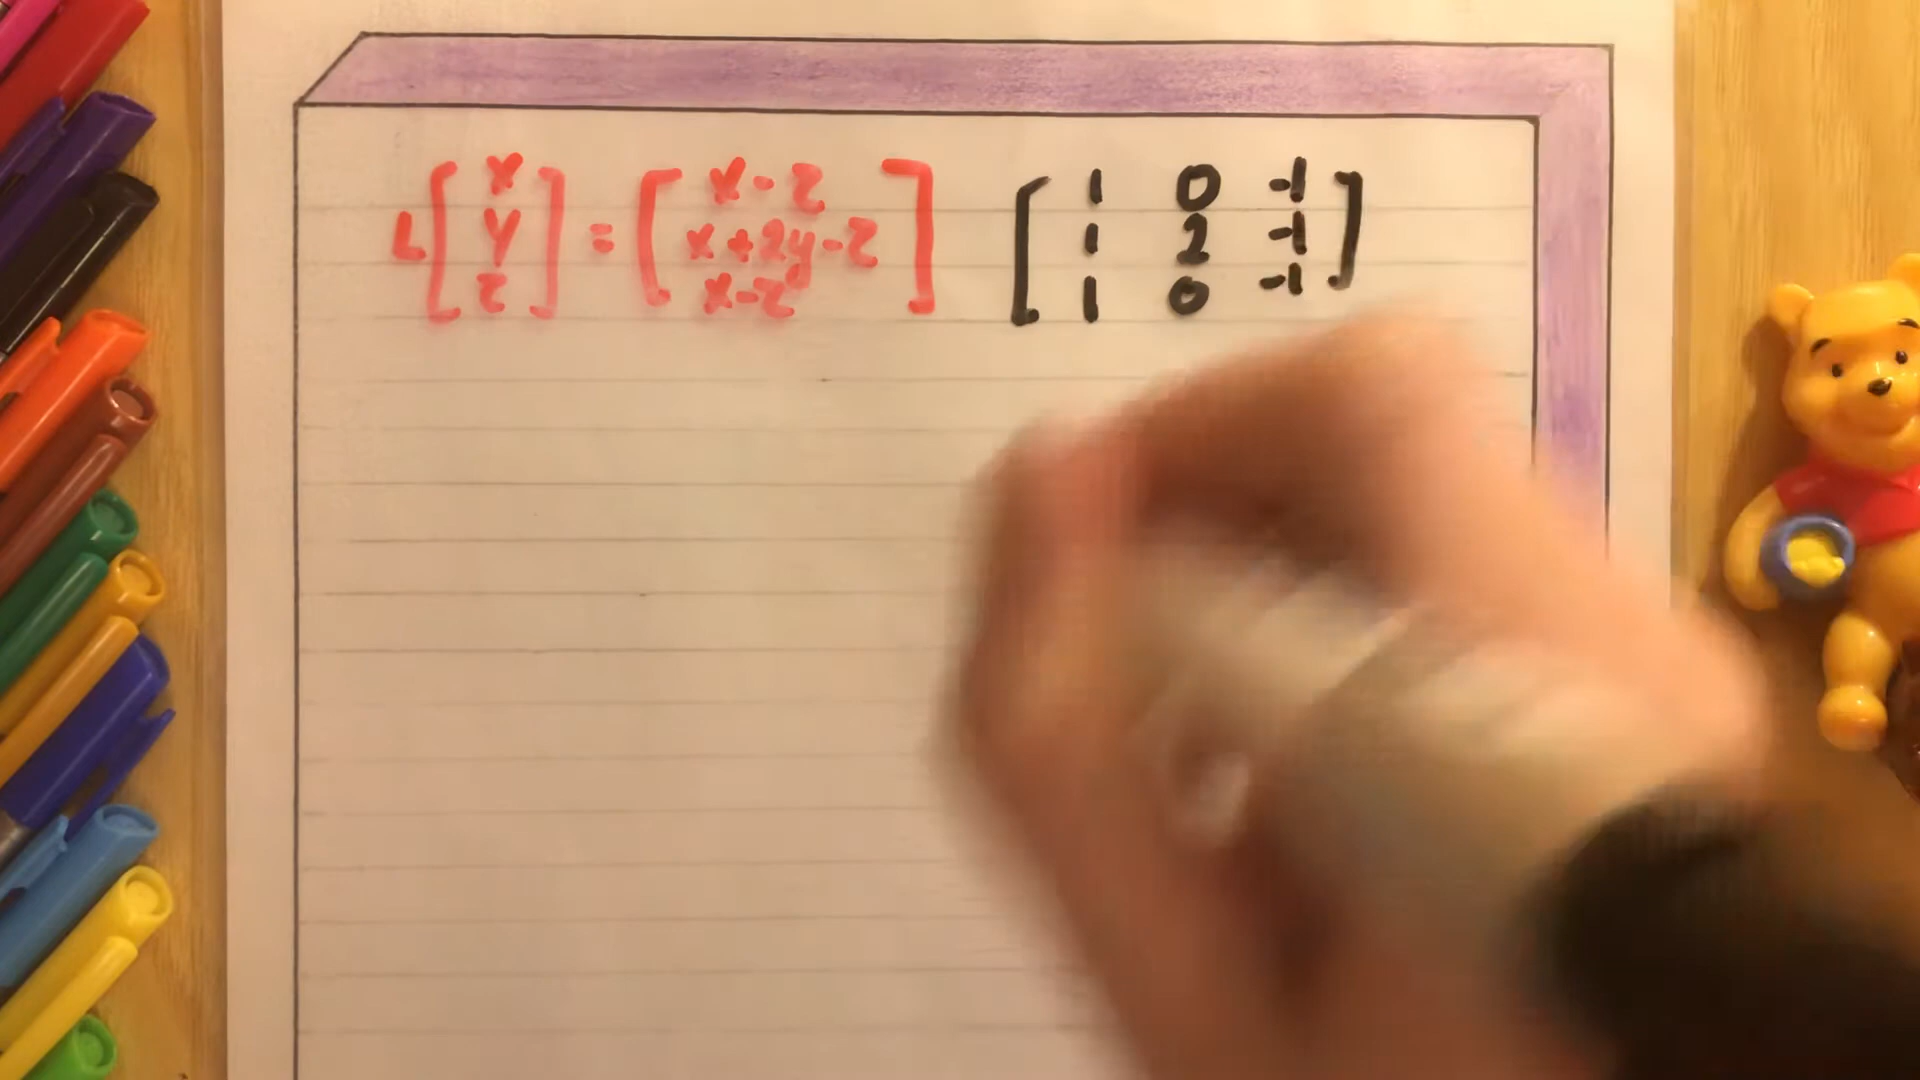 L [ x y z ] = [ x - z x + 2y - z x - z ] [ 1 0 -1
1 2 -1
1 0 -1 ]